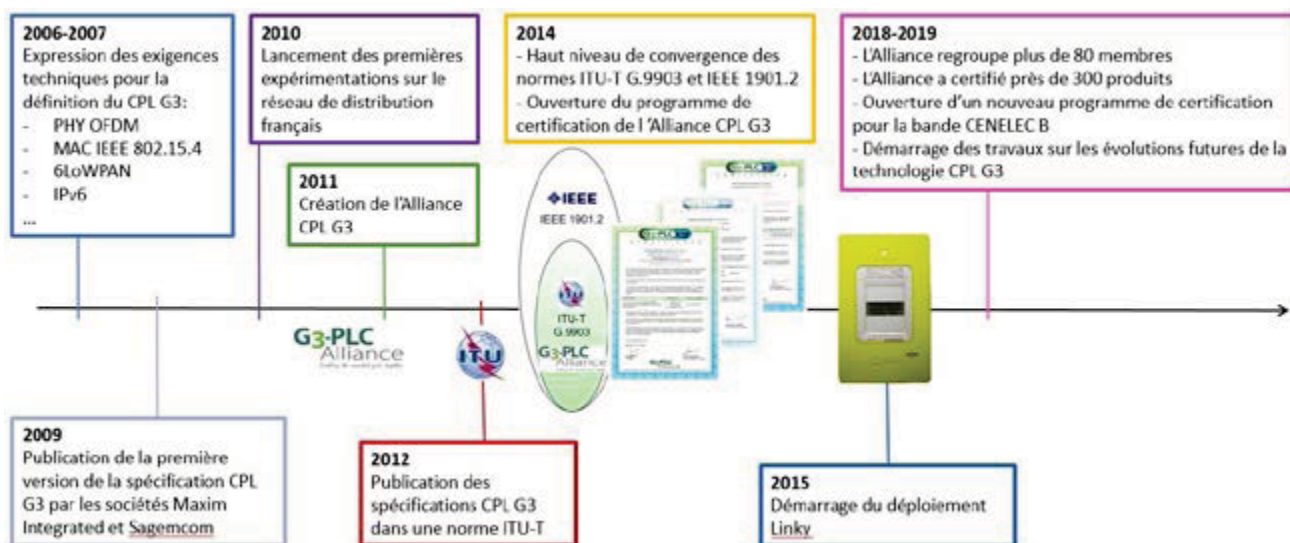 2006-2007
Expression des exigences
techniques pour la
définition du CPL G3:
- PHY OFDM
- MAC IEEE 802.15.4
- 6LoWPAN
- IPv6
...
2010
Lancement des premières
expérimentations sur le
réseau de distribution
français
2011
Création de l'Alliance
CPL G3
2014
- Haut niveau de convergence des
normes ITU-T G.9903 et IEEE 1901.2
- Ouverture du programme de
certification de l 'Alliance CPL G3
2018-2019
- L'Alliance regroupe plus de 80 membres
- L'Alliance a certifié près de 300 produits
- Ouverture d'un nouveau programme de certification
pour la bande CENELEC B
- Démarrage des travaux sur les évolutions futures de la
technologie CPL G3
IEEE
IEEE 1901.2
ITU-T
G.9903
G3-PLC
Alliance
G3-PLC
Alliance
ITU
2009
Publication de la première
version de la spécification CPL
G3 par les sociétés Maxim
Integrated et Sagemcom
2012
Publication des
spécifications CPL G3
dans une norme ITU-T
2015
Démarrage du déploiement
Linky